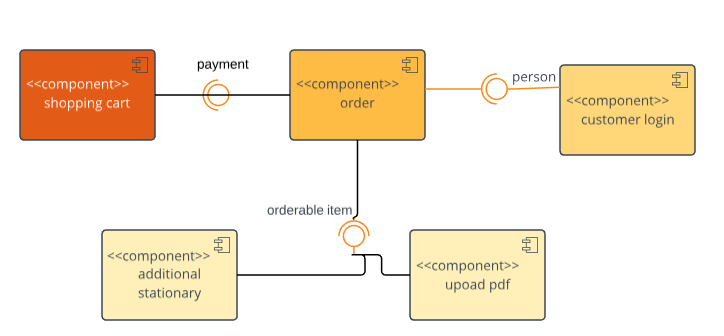 payment
<<component>>
shopping cart
<<component>>
order
person
<<component>>
customer login
orderable item
<<component>>
additional
stationary
<<component>>
upoad pdf